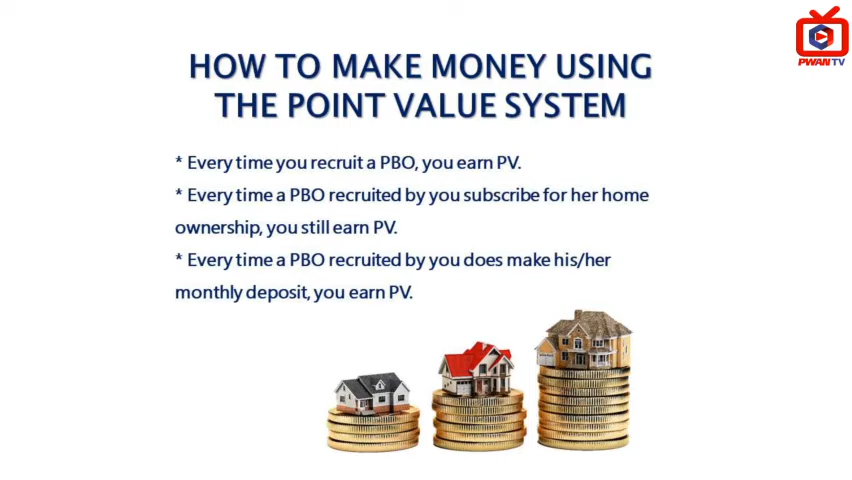 PWAN TV
HOW TO MAKE MONEY USING
THE POINT VALUE SYSTEM
* Every time you recruit a PBO, you earn PV.
* Every time a PBO recruited by you subscribe for her home
ownership, you still earn PV.
* Every time a PBO recruited by you does make his/her
monthly deposit, you earn PV.